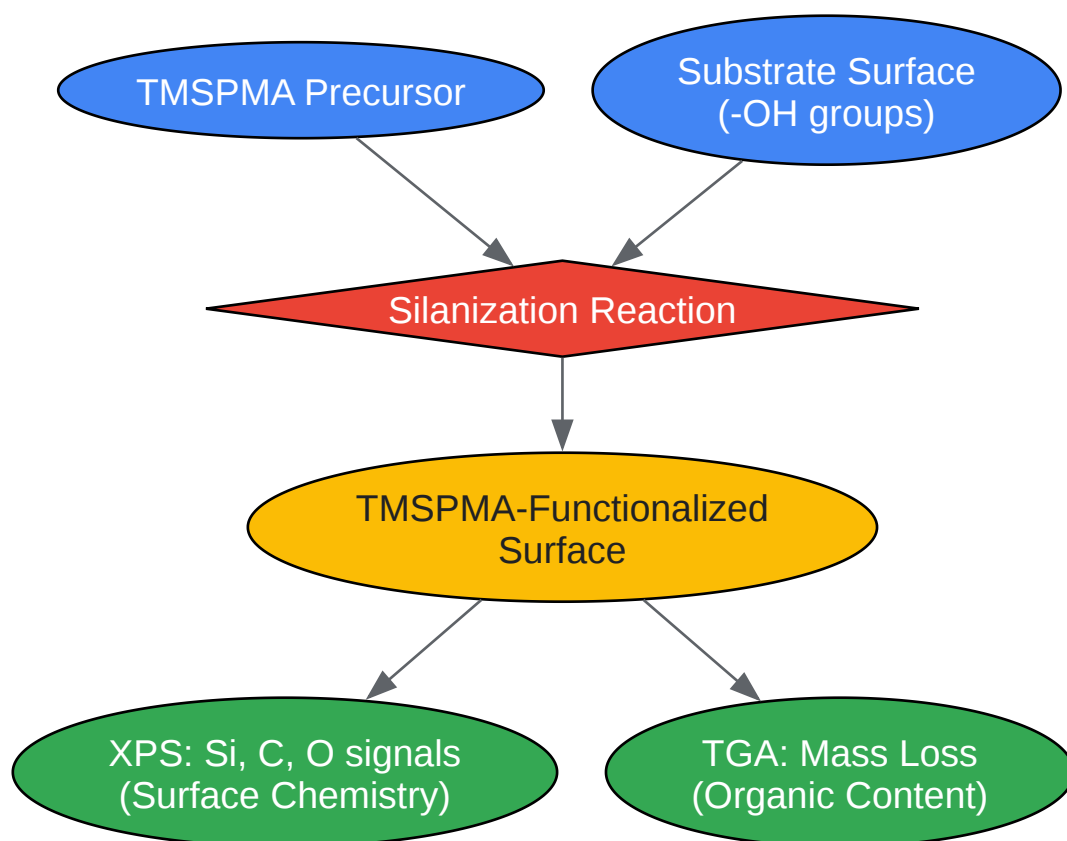 TMSPMA Precursor
Substrate Surface
(-OH groups)
Silanization Reaction
TMSPMA-Functionalized
Surface
XPS: Si, C, O signals
(Surface Chemistry)
TGA: Mass Loss
(Organic Content)